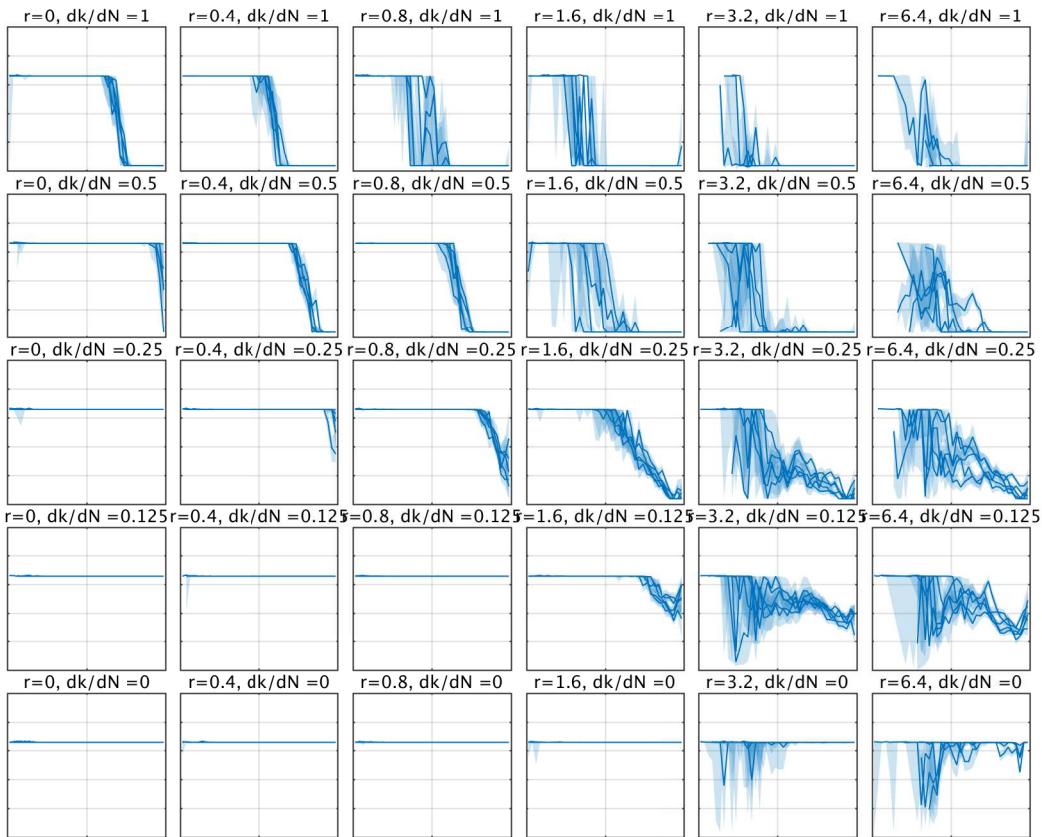 r=0, dk/dN =1
r=0.4, dk/dN =1
r=0.8, dk/dN =1
r=1.6, dk/dN =1
r=3.2, dk/dN =1
r=6.4, dk/dN =1
r=0, dk/dN =0.5
r=0.4, dk/dN =0.5
r=0.8, dk/dN =0.5
r=1.6, dk/dN =0.5
r=3.2, dk/dN =0.5
r=6.4, dk/dN =0.5
r=0, dk/dN =0.25
r=0.4, dk/dN =0.25
r=0.8, dk/dN =0.25
r=1.6, dk/dN =0.25
r=3.2, dk/dN =0.25
r=6.4, dk/dN =0.25
r=0, dk/dN =0.125
r=0.4, dk/dN =0.125
r=0.8, dk/dN =0.125
r=1.6, dk/dN =0.125
r=3.2, dk/dN =0.125
r=6.4, dk/dN =0.125
r=0, dk/dN =0
r=0.4, dk/dN =0
r=0.8, dk/dN =0
r=1.6, dk/dN =0
r=3.2, dk/dN =0
r=6.4, dk/dN =0